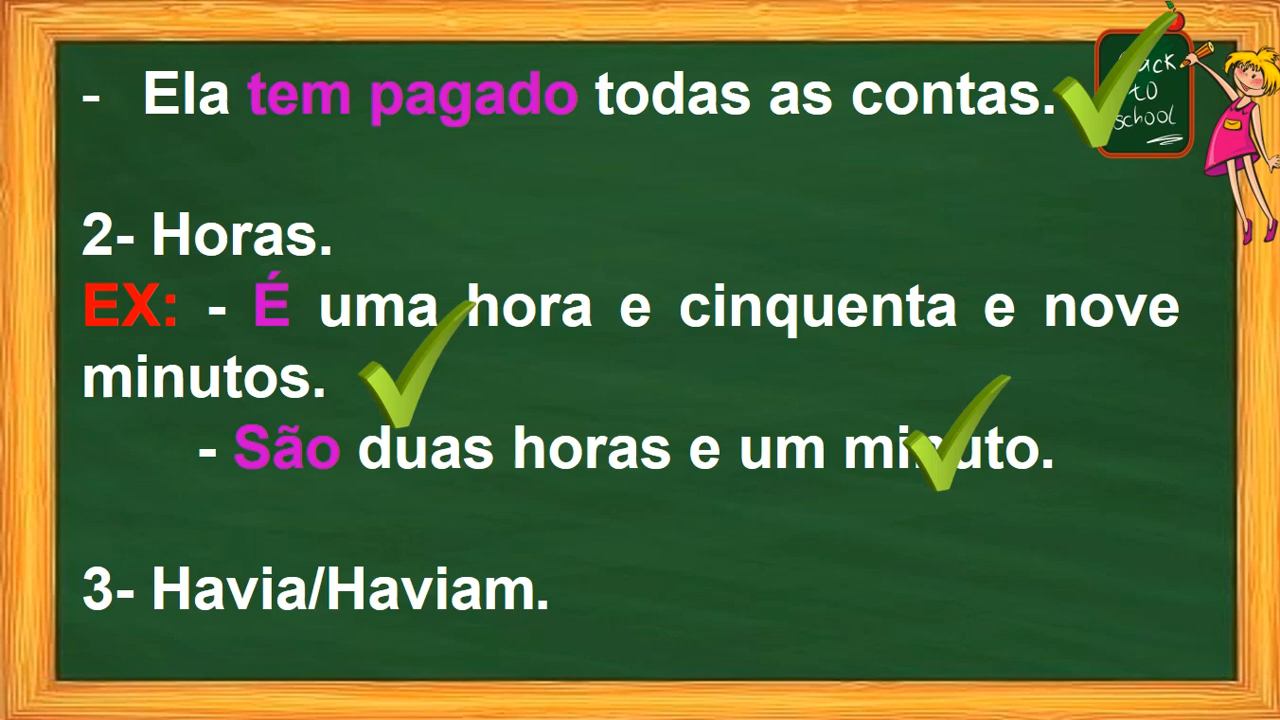 - Ela tem pagado todas as contas.
back
to
school
2- Horas.
EX: - É uma hora e cinquenta e nove
minutos.
- São duas horas e um minuto.
3- Havia/Haviam.